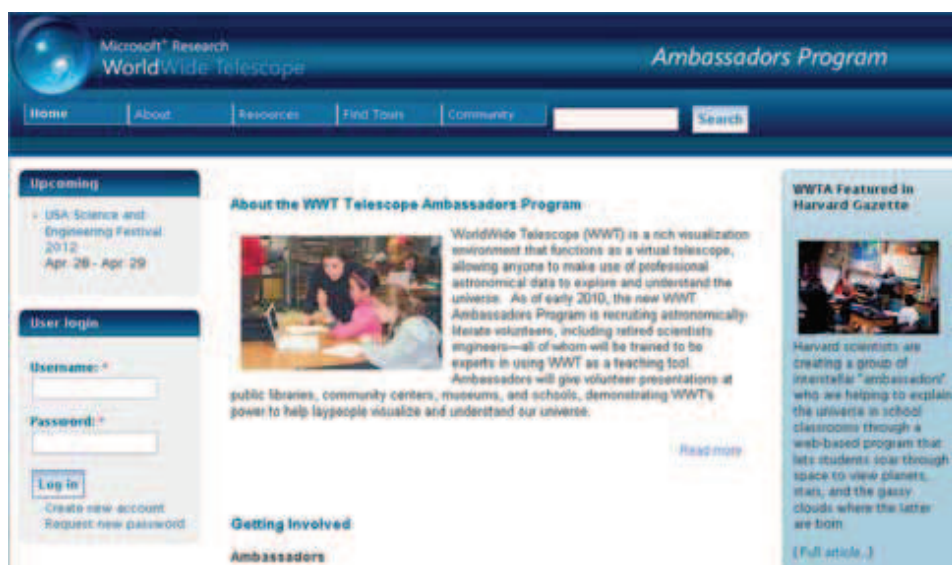 Microsoft® Research
WorldWide Telescope
Ambassadors Program
Home
About
Resources
Find Tours
Community
Search
Upcoming
USA Science and
Engineering Festival
2012
Apr. 28 - Apr. 29
User login
Username: *
Password: *
Log in
Create new account
Request new password
About the WWT Telescope Ambassadors Program
WorldWide Telescope (WWT) is a rich visualization
environment that functions as a virtual telescope,
allowing anyone to make use of professional
astronomical data to explore and understand the
universe. As of early 2010, the new WWT
Ambassadors Program is recruiting astronomically-
literate volunteers, including retired scientists
engineers—all of whom will be trained to be
experts in using WWT as a teaching tool.
Ambassadors will give volunteer presentations at
public libraries, community centers, museums, and schools, demonstrating WWT's
power to help laypeople visualize and understand our universe.
Read more
Getting Involved
Ambassadors
WWTA Featured in
Harvard Gazette
Harvard scientists are
creating a group of
interstellar "ambassadors"
who are helping to explain
the universe in school
classrooms through a
web-based program that
lets students soar through
space to view planets,
stars, and the gassy
clouds where the latter
are born.
[Full article...]